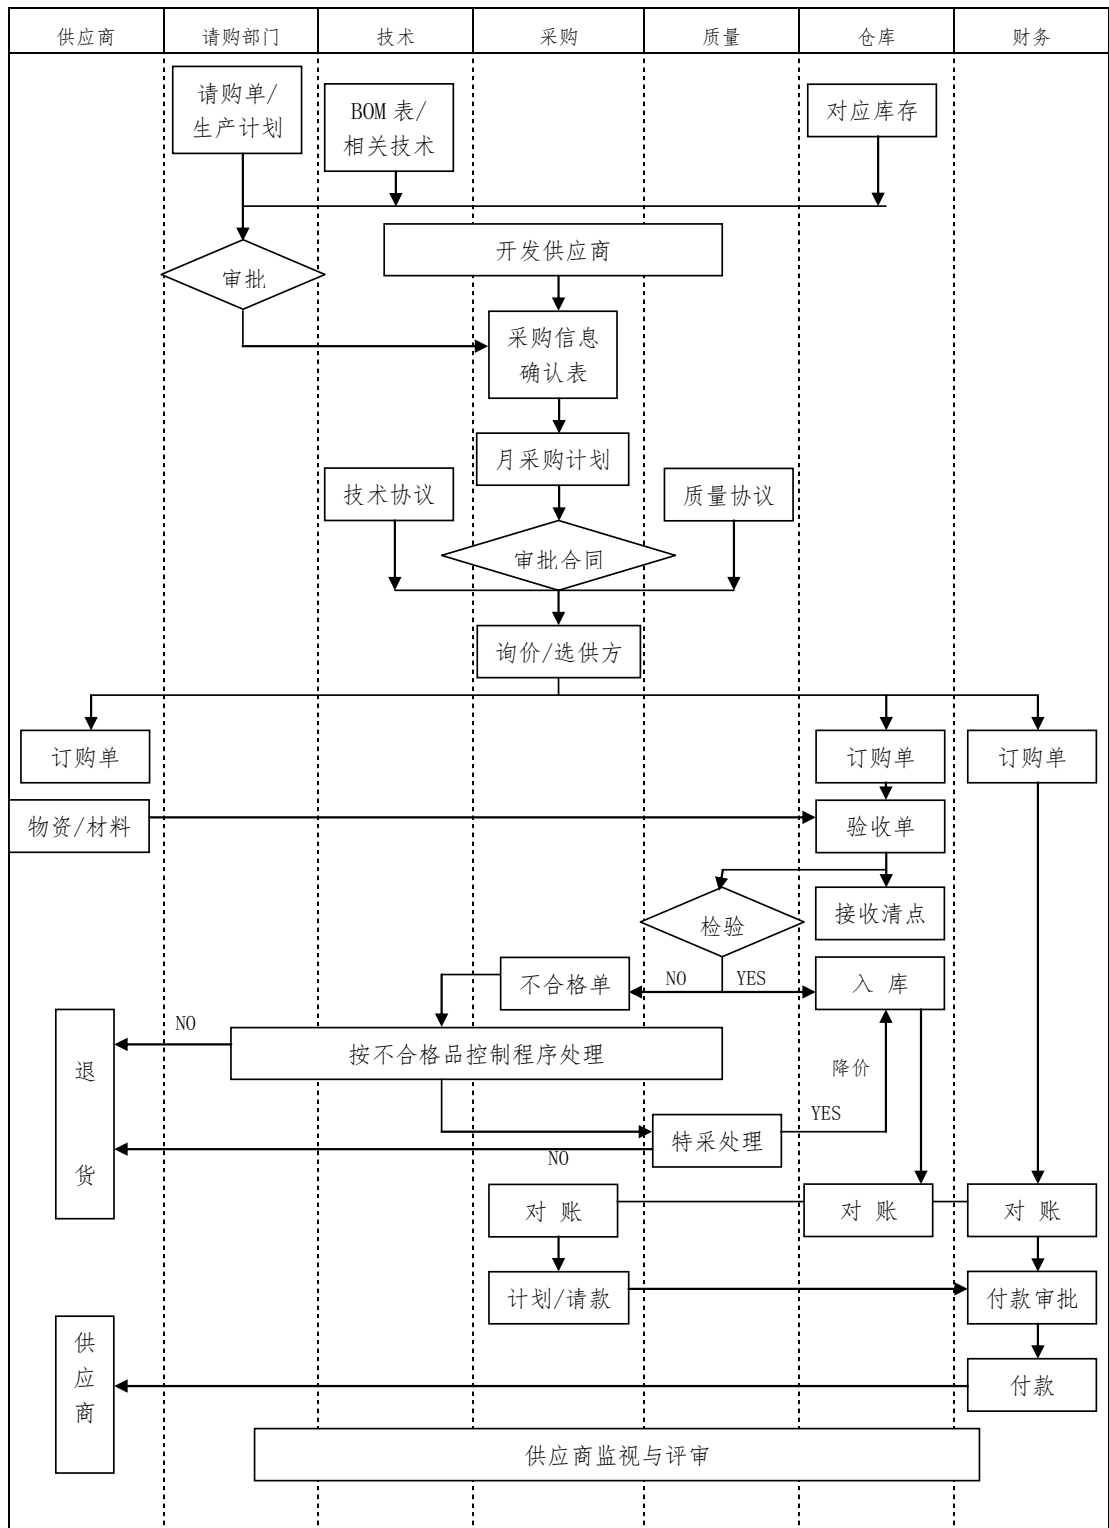 供应商
请购部门
技术
采购
质量
仓库
财务
请购单/
生产计划
BOM 表/
相关技术
对应库存
审批
开发供应商
采购信息
确认表
月采购计划
技术协议
质量协议
审批合同
询价/选供方
订购单
订购单
订购单
物资/材料
验收单
检验
接收清点
不合格单
NO
YES
入 库
NO
退
货
按不合格品控制程序处理
降价
YES
特采处理
NO
对 账
对 账
对 账
计划/请款
付款审批
供
应
商
付款
供应商监视与评审